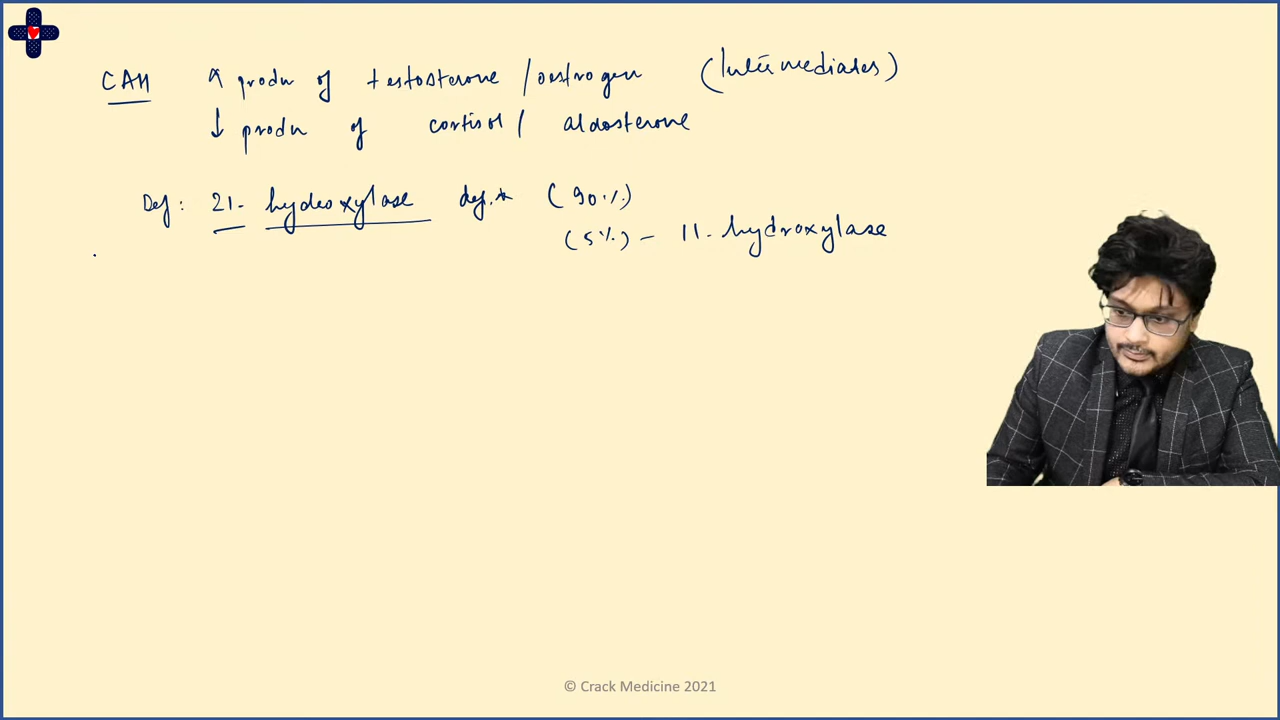 CAH ↑ prodn of testosterone / oestrogen (Intermediates)
↓ prodn of cortisol / aldosterone
Def: 21-hydroxylase def.* (90%)
(5%) - 11-hydroxylase
© Crack Medicine 2021